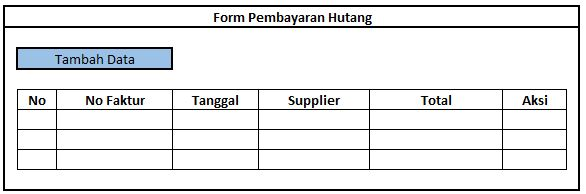 Form Pembayaran Hutang
Tambah Data
No No Faktur Tanggal Supplier Total Aksi